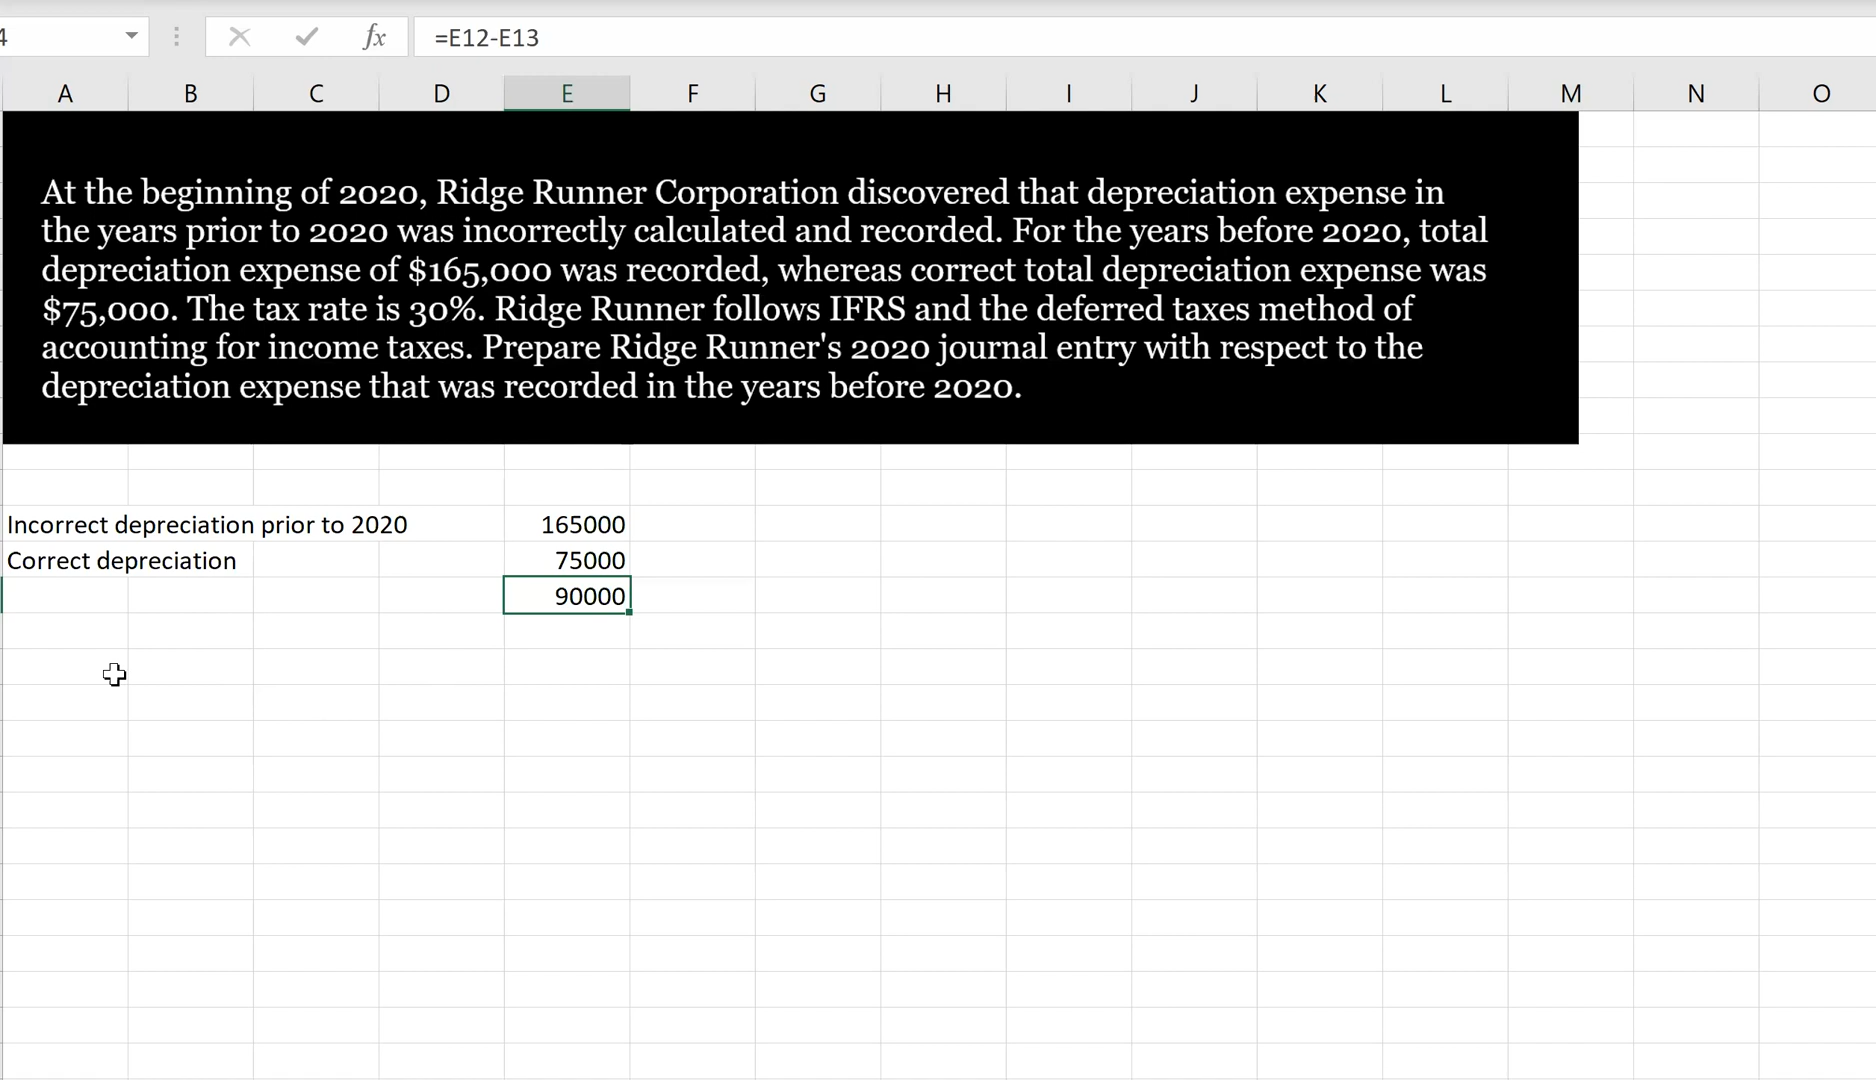 4 fx =E12-E13
A B C D E F G H I J K L M N O
At the beginning of 2020, Ridge Runner Corporation discovered that depreciation expense in
the years prior to 2020 was incorrectly calculated and recorded. For the years before 2020, total
depreciation expense of $165,000 was recorded, whereas correct total depreciation expense was
$75,000. The tax rate is 30%. Ridge Runner follows IFRS and the deferred taxes method of
accounting for income taxes. Prepare Ridge Runner's 2020 journal entry with respect to the
depreciation expense that was recorded in the years before 2020.
Incorrect depreciation prior to 2020 165000
Correct depreciation 75000
90000